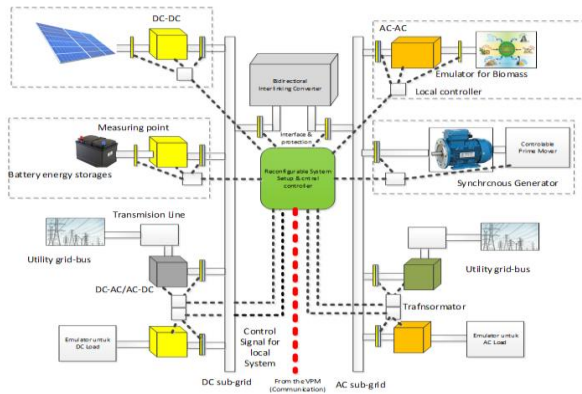 DC-DC
AC-AC
Bidirectional
Interlinking Converter
Emulator for Biomass
Local controller
Measuring point
Interface &
protection
Battery energy storages
Reconfigurable System
Setup & cntrol
controller
Controlable
Prime Mover
Synchrcnous Generator
Transmision Line
Utility grid-bus
Utility grid-bus
DC-AC/AC-DC
Trafnsormator
Emulator untuk
DC Load
Control
Signal for
local
System
Emulator untuk
AC Load
DC sub-grid
From the VPM
(Communication)
AC sub-grid